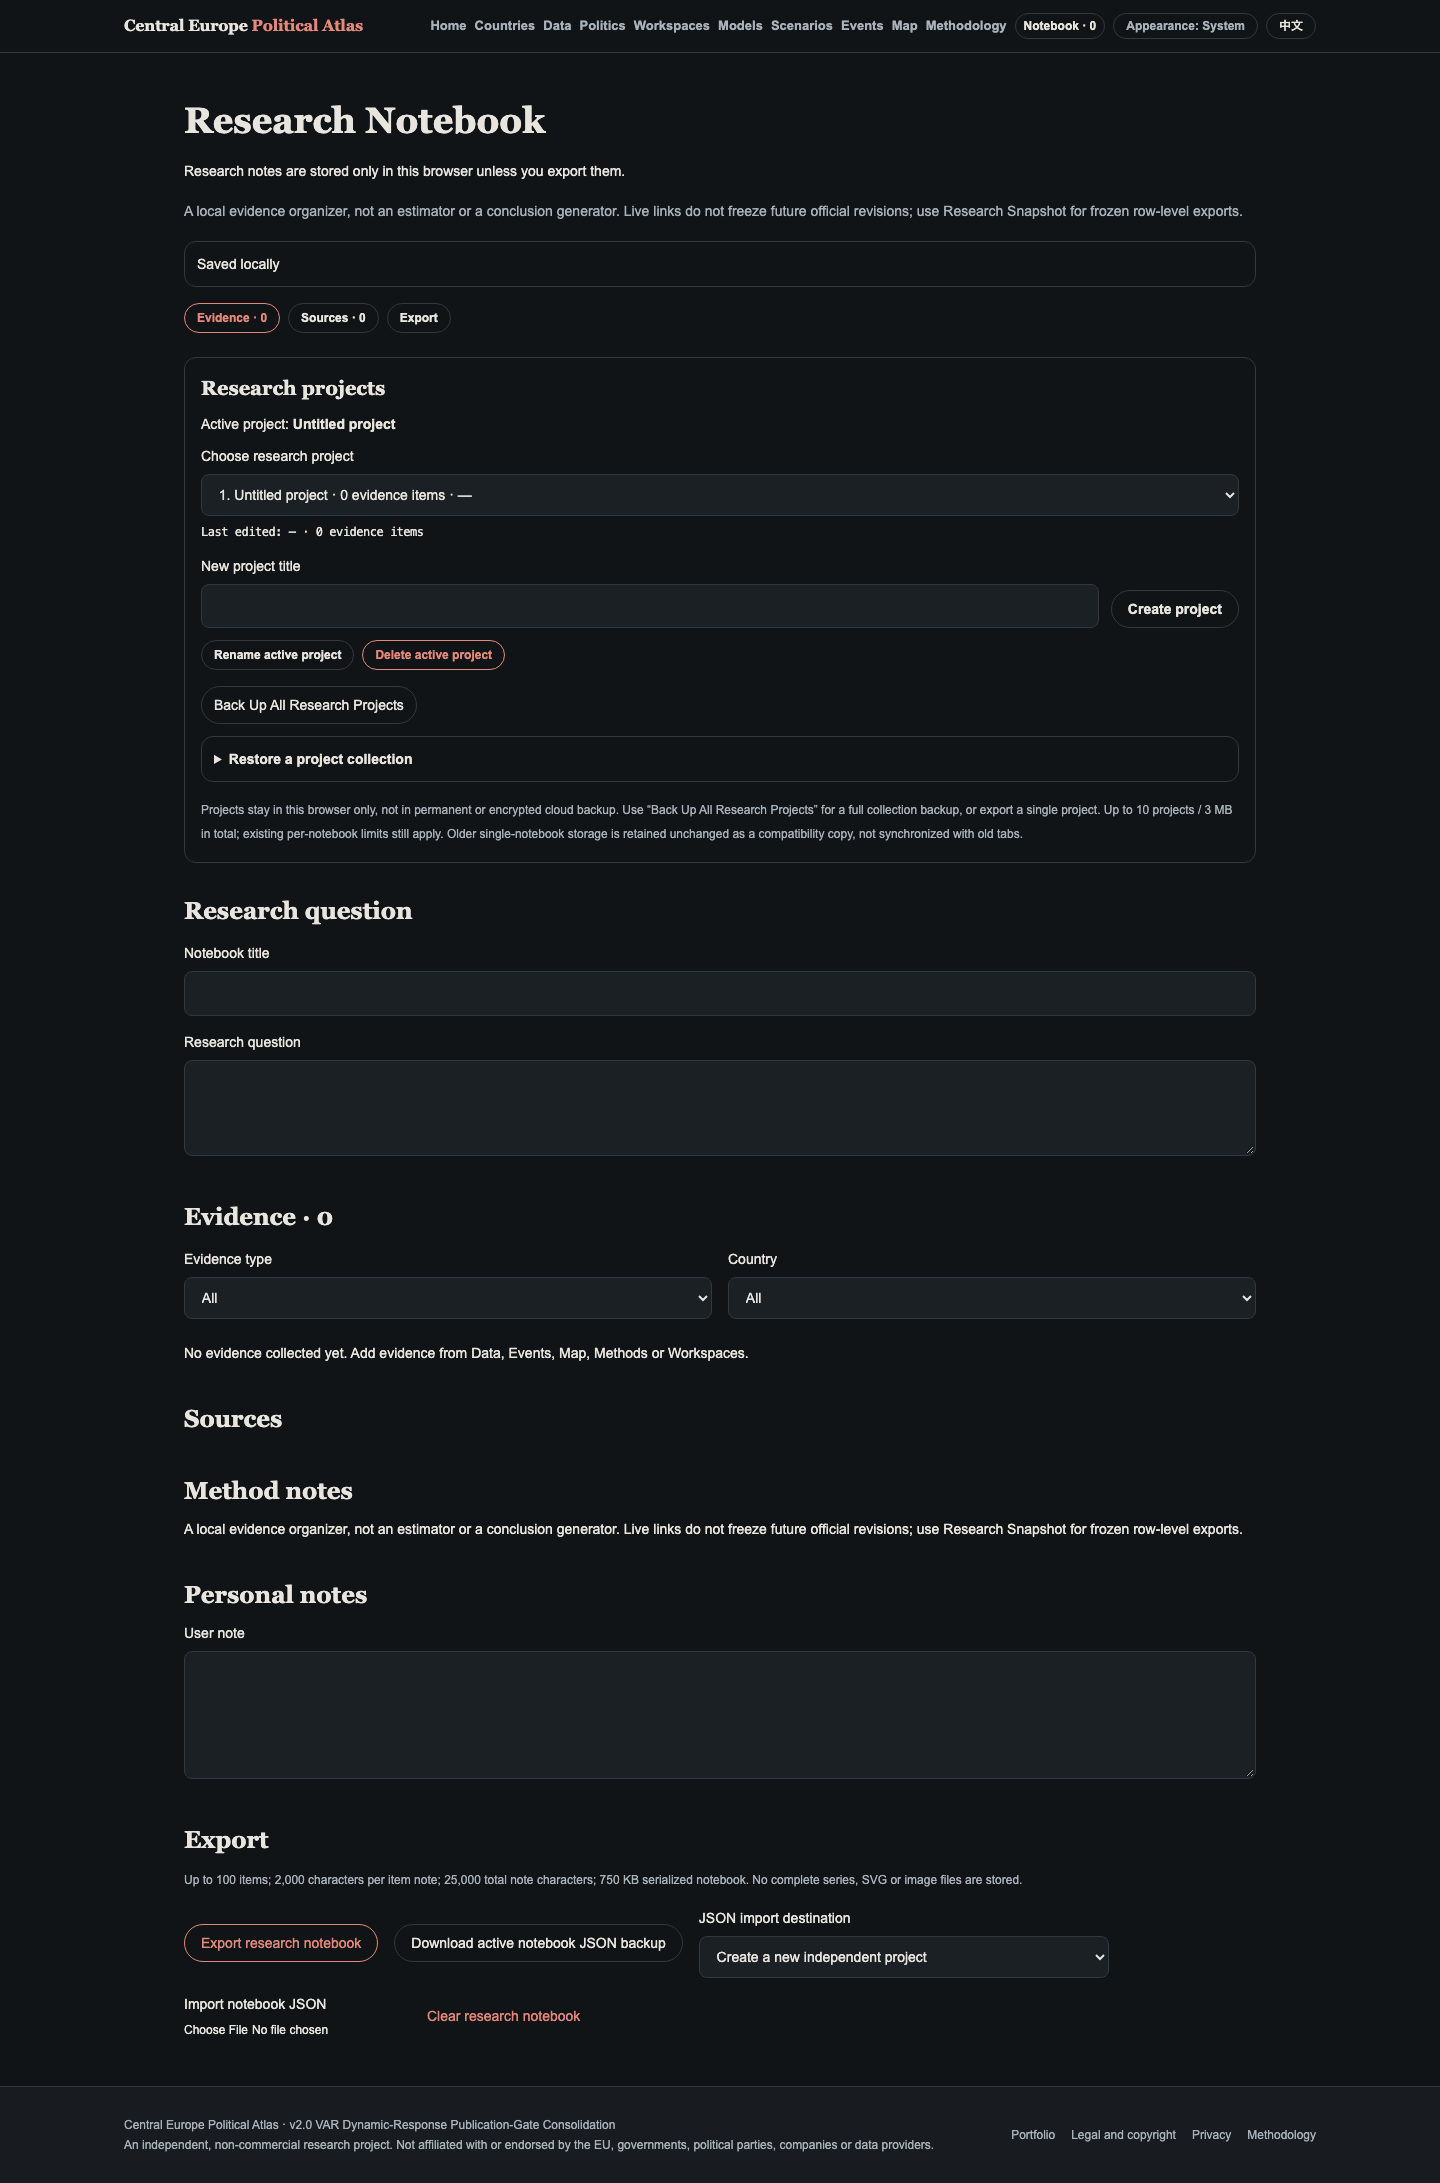 Central Europe Political Atlas
Home Countries Data Politics Workspaces Models Scenarios Events Map Methodology Notebook · 0 Appearance: System 中文
Research Notebook
Research notes are stored only in this browser unless you export them.
A local evidence organizer, not an estimator or a conclusion generator. Live links do not freeze future official revisions; use Research Snapshot for frozen row-level exports.
Saved locally
Evidence · 0 Sources · 0 Export
Research projects
Active project: Untitled project
Choose research project
1. Untitled project · 0 evidence items · —
Last edited: — · 0 evidence items
New project title
Create project
Rename active project Delete active project
Back Up All Research Projects
Restore a project collection
Projects stay in this browser only, not in permanent or encrypted cloud backup. Use “Back Up All Research Projects” for a full collection backup, or export a single project. Up to 10 projects / 3 MB
in total; existing per-notebook limits still apply. Older single-notebook storage is retained unchanged as a compatibility copy, not synchronized with old tabs.
Research question
Notebook title
Research question
Evidence · 0
Evidence type Country
All All
No evidence collected yet. Add evidence from Data, Events, Map, Methods or Workspaces.
Sources
Method notes
A local evidence organizer, not an estimator or a conclusion generator. Live links do not freeze future official revisions; use Research Snapshot for frozen row-level exports.
Personal notes
User note
Export
Up to 100 items; 2,000 characters per item note; 25,000 total note characters; 750 KB serialized notebook. No complete series, SVG or image files are stored.
JSON import destination
Export research notebook Download active notebook JSON backup Create a new independent project
Import notebook JSON
Choose File No file chosen
Clear research notebook
Central Europe Political Atlas · v2.0 VAR Dynamic-Response Publication-Gate Consolidation
An independent, non-commercial research project. Not affiliated with or endorsed by the EU, governments, political parties, companies or data providers.
Portfolio Legal and copyright Privacy Methodology